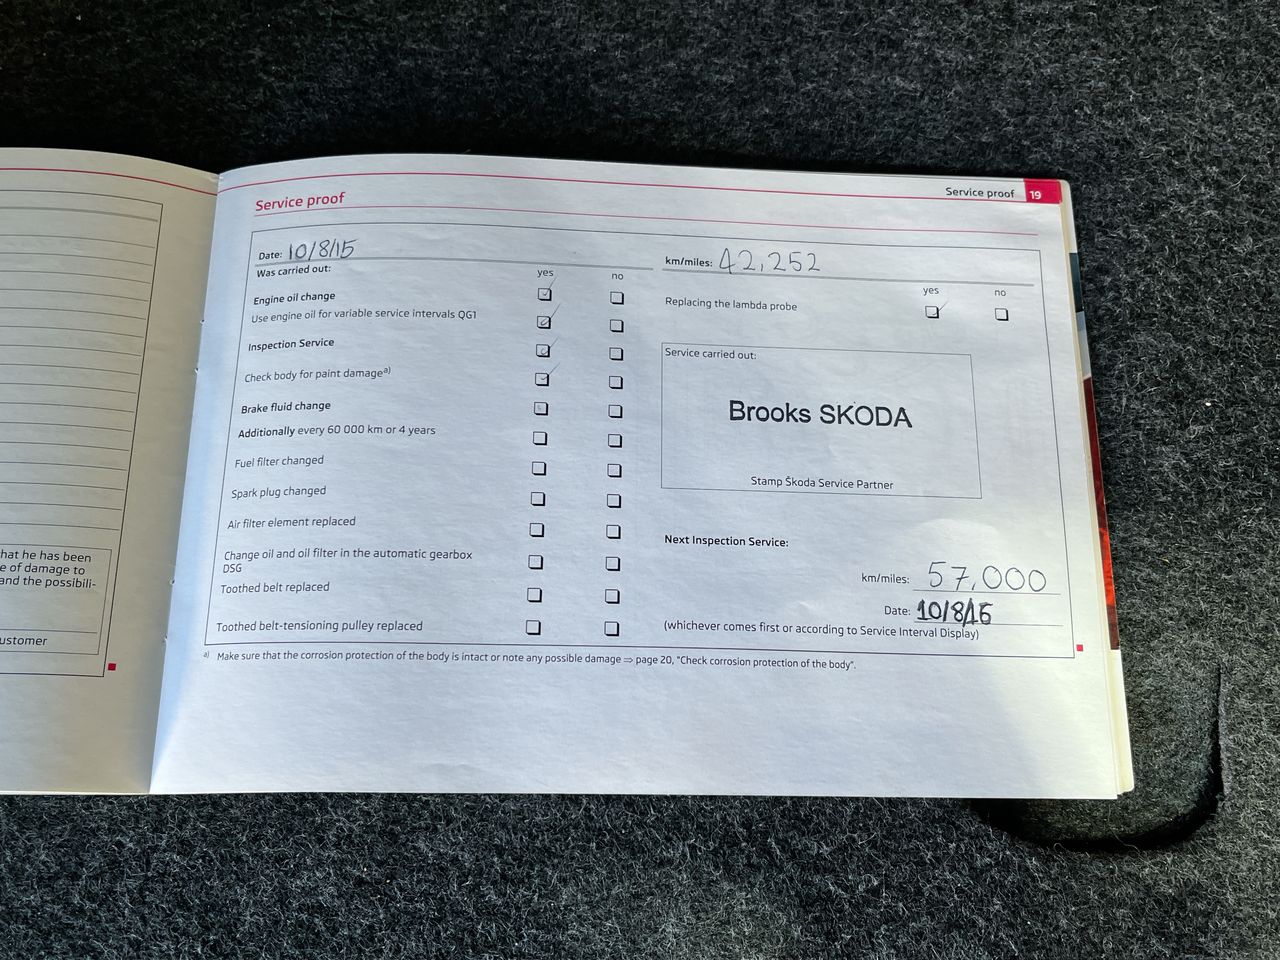 hat he has been
e of damage to
and the possibili-
ustomer
Service proof 19
Service proof
Date: 10/8/15
Was carried out:
yes no
Engine oil change
Use engine oil for variable service intervals QG1
Inspection Service
Check body for paint damage a)
Brake fluid change
Additionally every 60 000 km or 4 years
Fuel filter changed
Spark plug changed
Air filter element replaced
Change oil and oil filter in the automatic gearbox
DSG
Toothed belt replaced
Toothed belt-tensioning pulley replaced
km/miles: 42,252
yes no
Replacing the lambda probe
Service carried out:
Brooks SKODA
Stamp Škoda Service Partner
Next Inspection Service:
km/miles: 57,000
Date: 10/8/16
(whichever comes first or according to Service Interval Display)
a) Make sure that the corrosion protection of the body is intact or note any possible damage ⇒ page 20, "Check corrosion protection of the body".